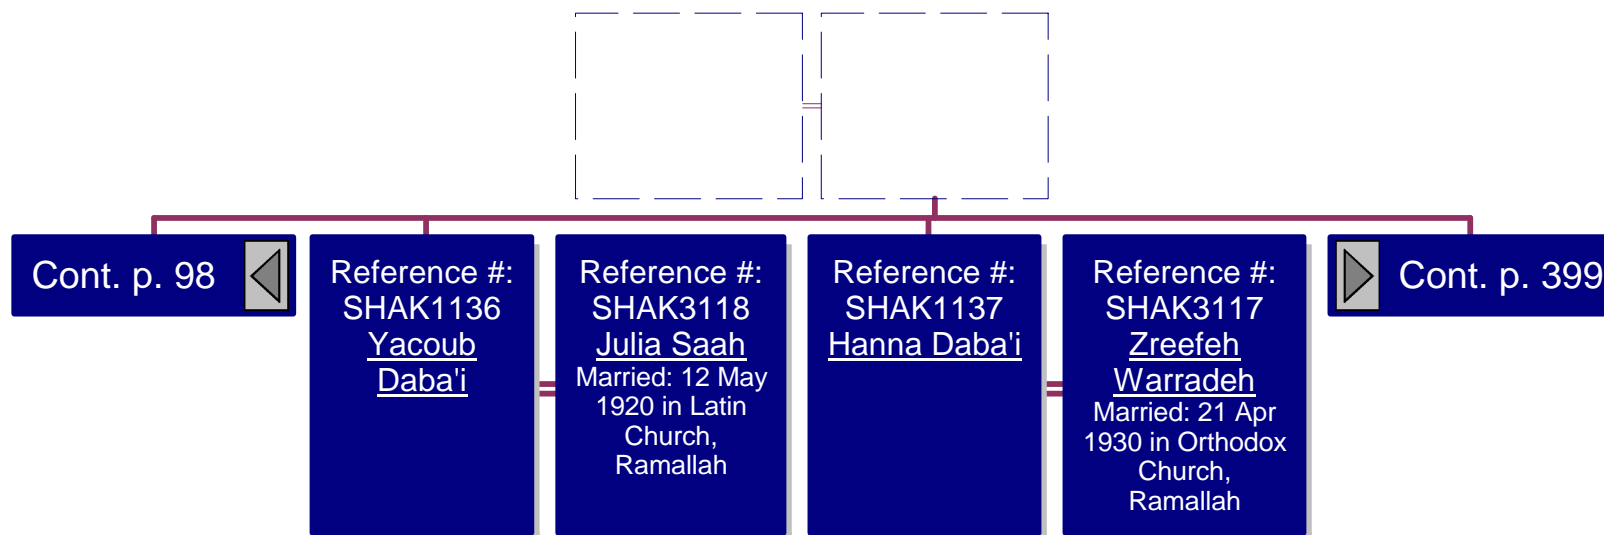 Cont. p. 98
Reference #:
SHAK1136
Yacoub
Daba'i
Reference #:
SHAK3118
Julia Saah
Married: 12 May
1920 in Latin
Church,
Ramallah
Reference #:
SHAK1137
Hanna Daba'i
Reference #:
SHAK3117
Zreefeh
Warradeh
Married: 21 Apr
1930 in Orthodox
Church,
Ramallah
Cont. p. 399